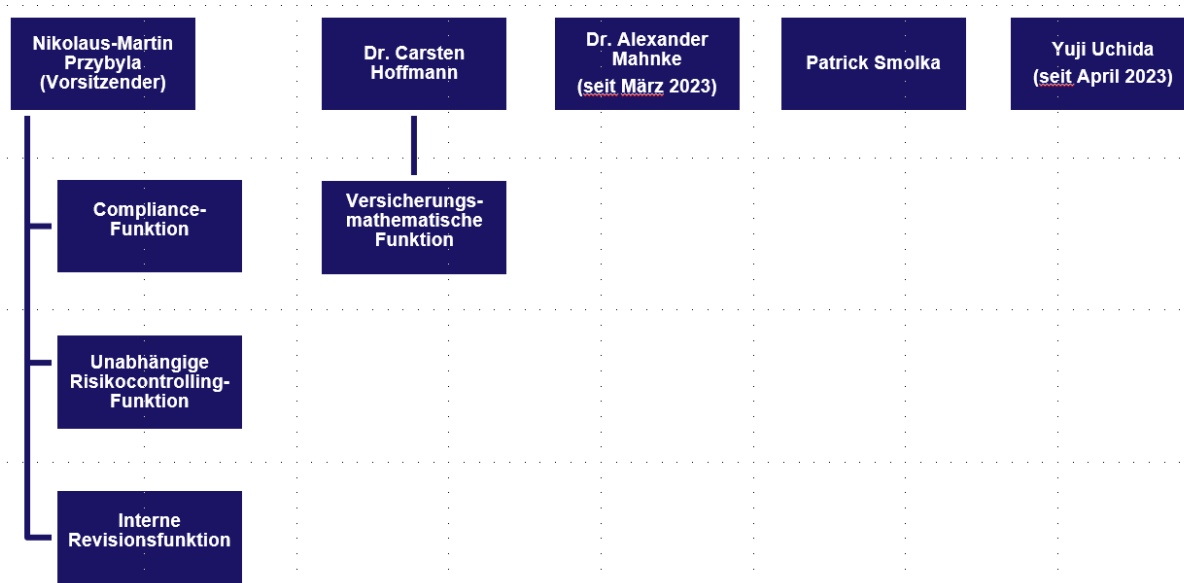 Nikolaus-Martin
Przybyla
(Vorsitzender)
Dr. Carsten
Hoffmann
Dr. Alexander
Mahnke
(seit März 2023)
Patrick Smolka
Yuji Uchida
(seit April 2023)
Compliance-
Funktion
Versicherungs-
mathematische
Funktion
Unabhängige
Risikocontrolling-
Funktion
Interne
Revisionsfunktion